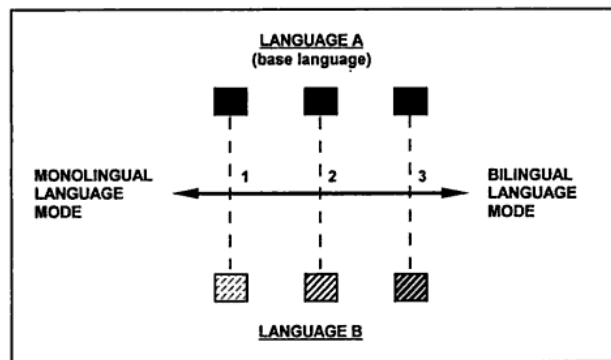 LANGUAGE A
(base language)
MONOLINGUAL
LANGUAGE
MODE
1
2
3
BILINGUAL
LANGUAGE
MODE
LANGUAGE B